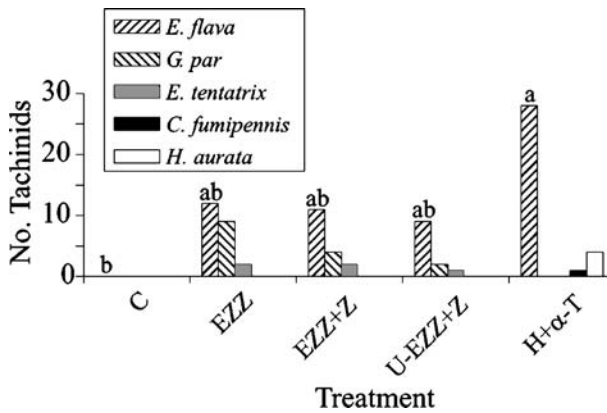 E. flava
G. par
E. tentatrix
C. fumipennis
H. aurata
No. Tachinids
30
20
10
0
b
ab
ab
ab
a
C
EZZ
EZZ+Z
U-EZZ+Z
H+α-T
Treatment